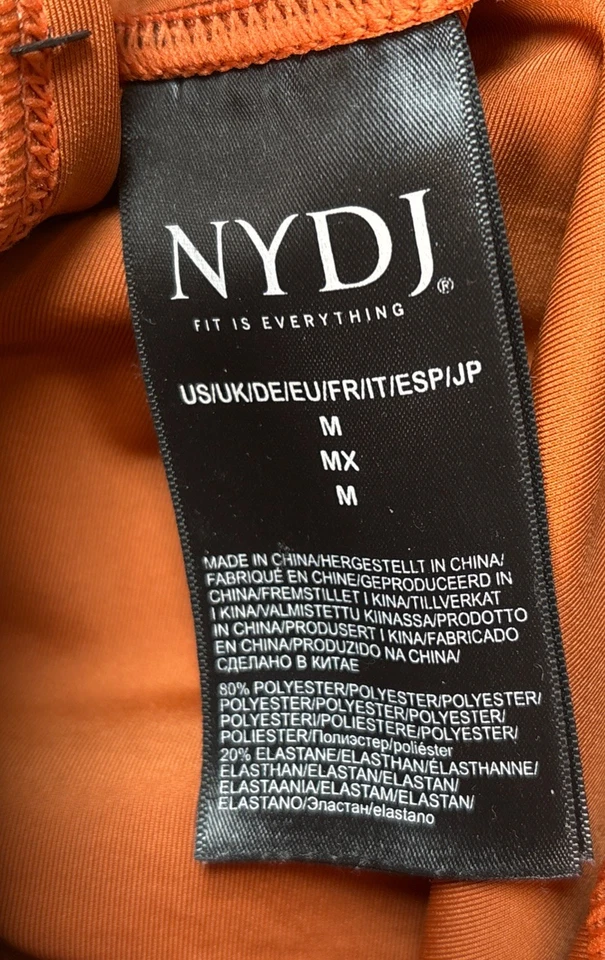 NYDJ®
FIT IS EVERYTHING
US/UK/DE/EU/FR/IT/ESP/JP
M
MX
M
MADE IN CHINA/HERGESTELLT IN CHINA/
FABRIQUÉ EN CHINE/GEPRODUCEERD IN
CHINA/FREMSTILLET I KINA/TILLVERKAT
I KINA/VALMISTETTU KIINASSA/PRODOTTO
IN CHINA/PRODUSERT I KINA/FABRICADO
EN CHINA/PRODUZIDO NA CHINA/
СДЕЛАНО В КИТАЕ
80% POLYESTER/POLYESTER/POLYESTER/
POLYESTER/POLYESTER/POLYESTER/
POLYESTERI/POLIESTERE/POLYESTER/
POLIESTER/Полиэстер/poliéster
20% ELASTANE/ELASTHAN/ÉLASTHANNE/
ELASTHAN/ELASTAN/ELASTAN/
ELASTAANIA/ELASTAM/ELASTAN/
ELASTANO/Эластан/elastano